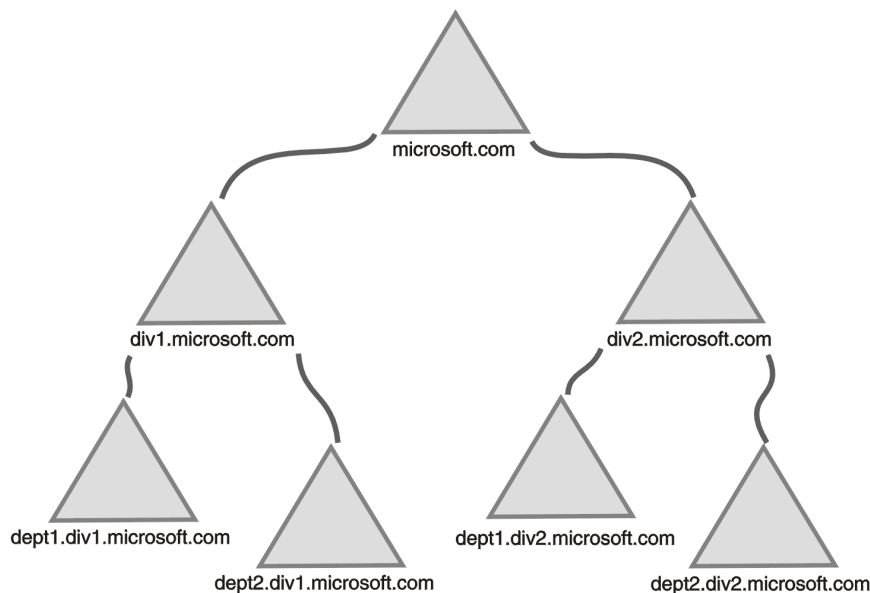 microsoft.com
div1.microsoft.com
div2.microsoft.com
dept1.div1.microsoft.com
dept2.div1.microsoft.com
dept1.div2.microsoft.com
dept2.div2.microsoft.com